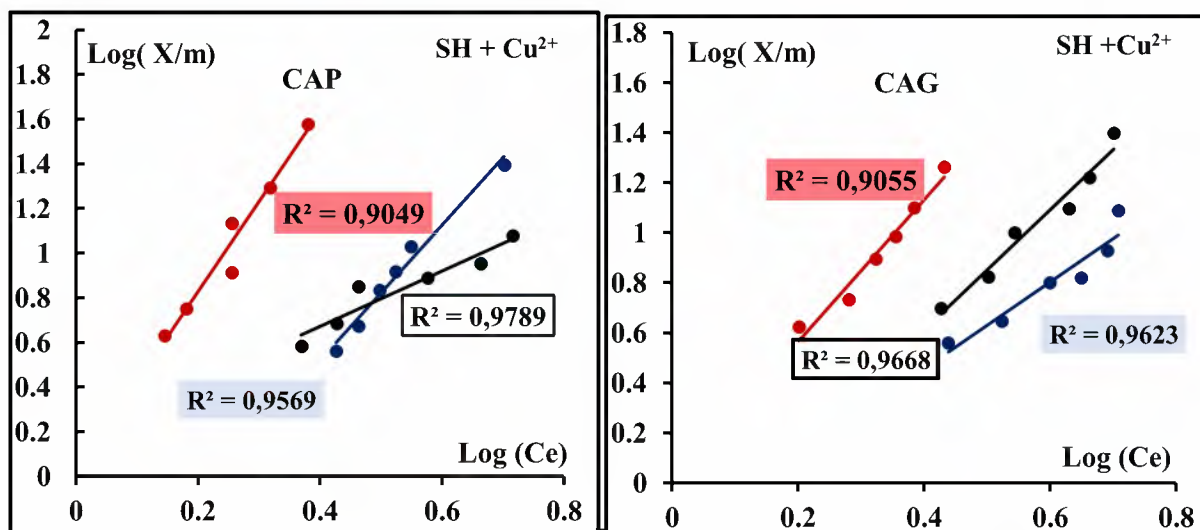 2
Log( X/m)
SH + Cu²⁺
1.8
CAP
1.6
1.4
1.2
R² = 0,9049
1
0.8
R² = 0,9789
0.6
0.4
R² = 0,9569
0.2
Log (Ce)
0
0
0.2
0.4
0.6
0.8
1.8
Log( X/m)
SH +Cu²⁺
1.6
CAG
1.4
1.2
R² = 0,9055
1
0.8
0.6
R² = 0,9668
R² = 0,9623
0.4
0.2
Log (Ce)
0
0
0.2
0.4
0.6
0.8